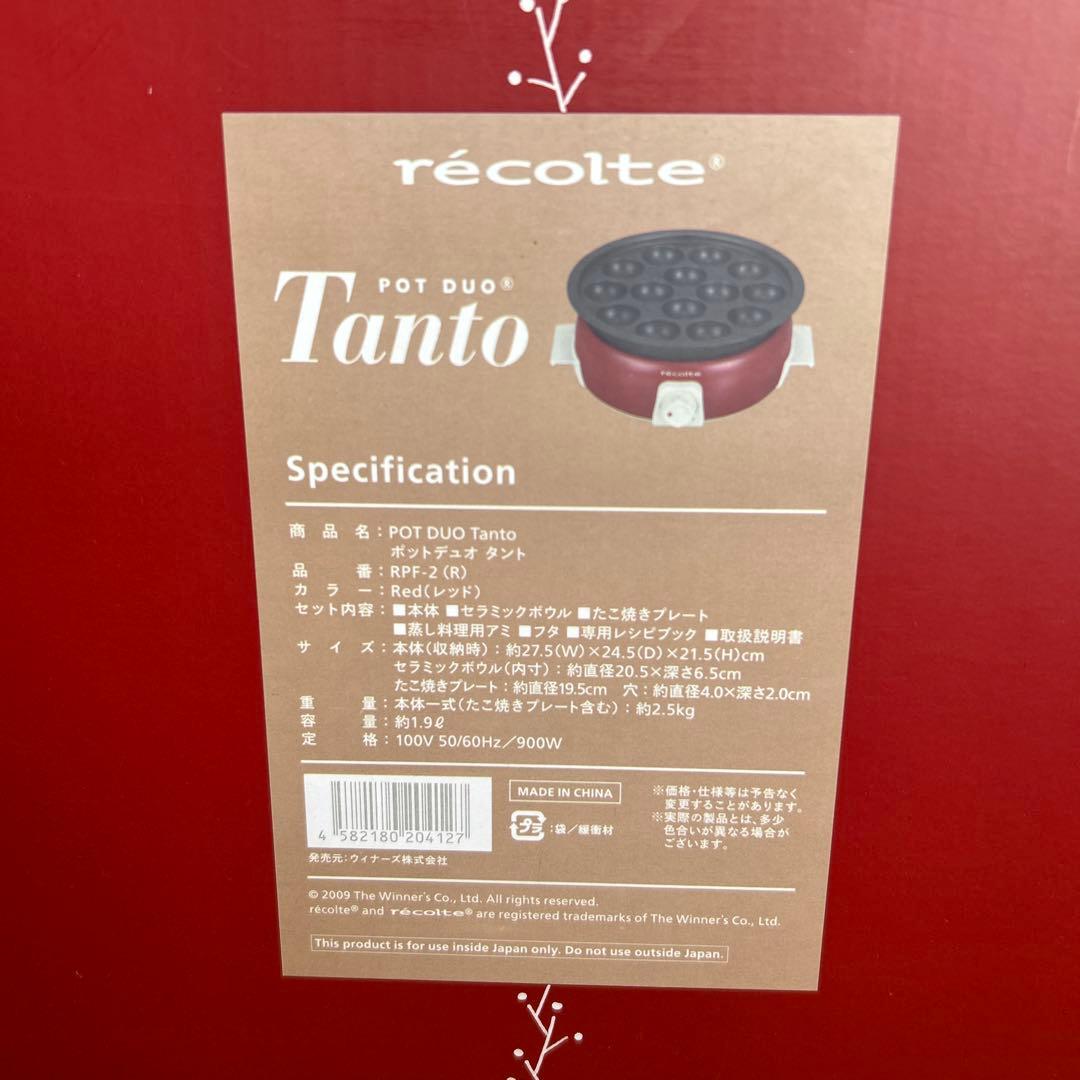 récolte®
POT DUO®
Tanto
récolte
Specification
商品名：POT DUO Tanto
ポットデュオ タント
品番：RPF-2（R）
カラー：Red（レッド）
セット内容：■本体 ■セラミックボウル ■たこ焼きプレート
■蒸し料理用アミ ■フタ ■専用レシピブック ■取扱説明書
サイズ：本体（収納時）：約27.5（W）×24.5（D）×21.5（H）cm
セラミックボウル（内寸）：約直径20.5×深さ6.5cm
たこ焼きプレート：約直径19.5cm 穴：約直径4.0×深さ2.0cm
重量：本体一式（たこ焼きプレート含む）：約2.5kg
容量：約1.9ℓ
定格：100V 50/60Hz／900W
4 582180 204127
発売元：ウィナーズ株式会社
MADE IN CHINA
プラ：袋／緩衝材
※価格・仕様等は予告なく
変更することがあります。
※実際の製品とは、多少
色合いが異なる場合が
ございます。
© 2009 The Winner's Co., Ltd. All rights reserved.
récolte® and récolte® are registered trademarks of The Winner's Co., Ltd.
This product is for use inside Japan only. Do not use outside Japan.